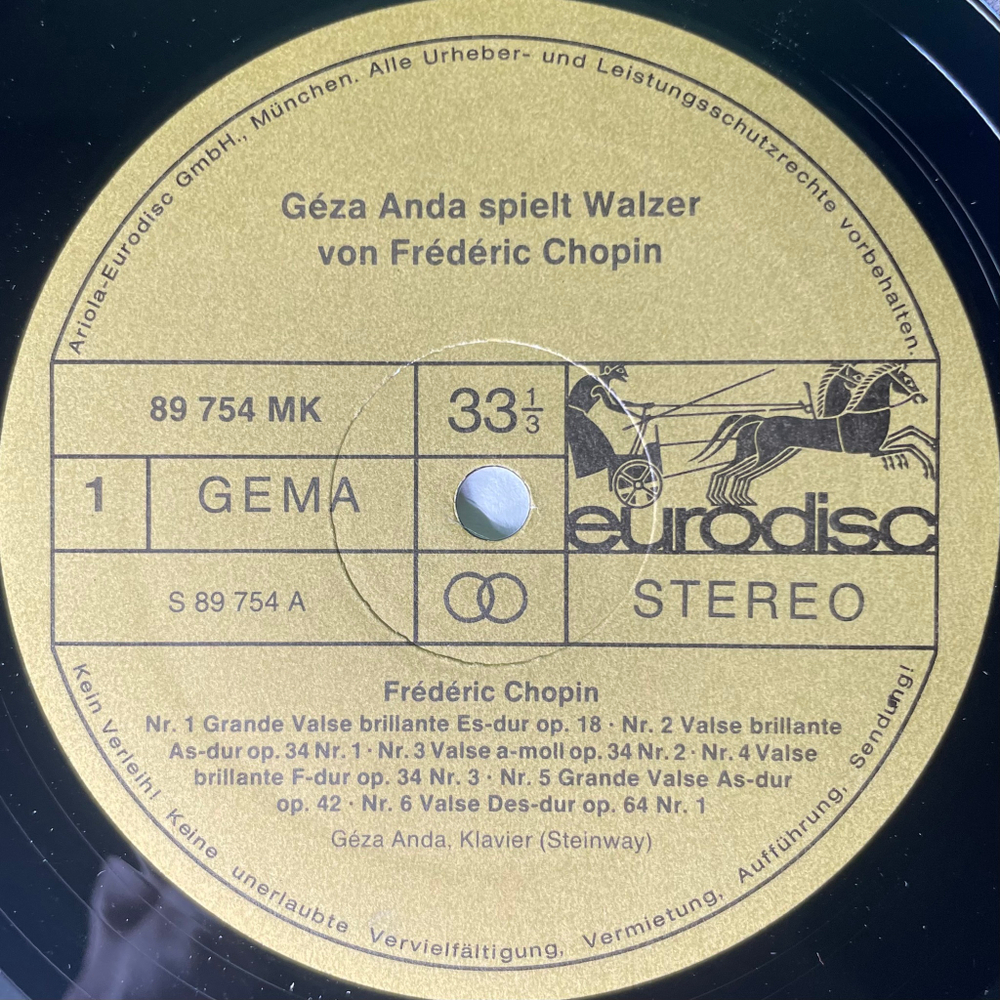 Ariola-Eurodisc GmbH., München. Alle Urheber- und Leistungsschutzrechte vorbehalten.
Géza Anda spielt Walzer
von Frédéric Chopin
89 754 MK
33 1/3
1
GEMA
eurodisc
S 89 754 A
STEREO
Frédéric Chopin
Nr. 1 Grande Valse brillante Es-dur op. 18 · Nr. 2 Valse brillante
As-dur op. 34 Nr. 1 · Nr. 3 Valse a-moll op. 34 Nr. 2 · Nr. 4 Valse
brillante F-dur op. 34 Nr. 3 · Nr. 5 Grande Valse As-dur
op. 42 · Nr. 6 Valse Des-dur op. 64 Nr. 1
Géza Anda, Klavier (Steinway)
Kein Verleih! Keine unerlaubte Vervielfältigung, Vermietung, Aufführung, Sendung!